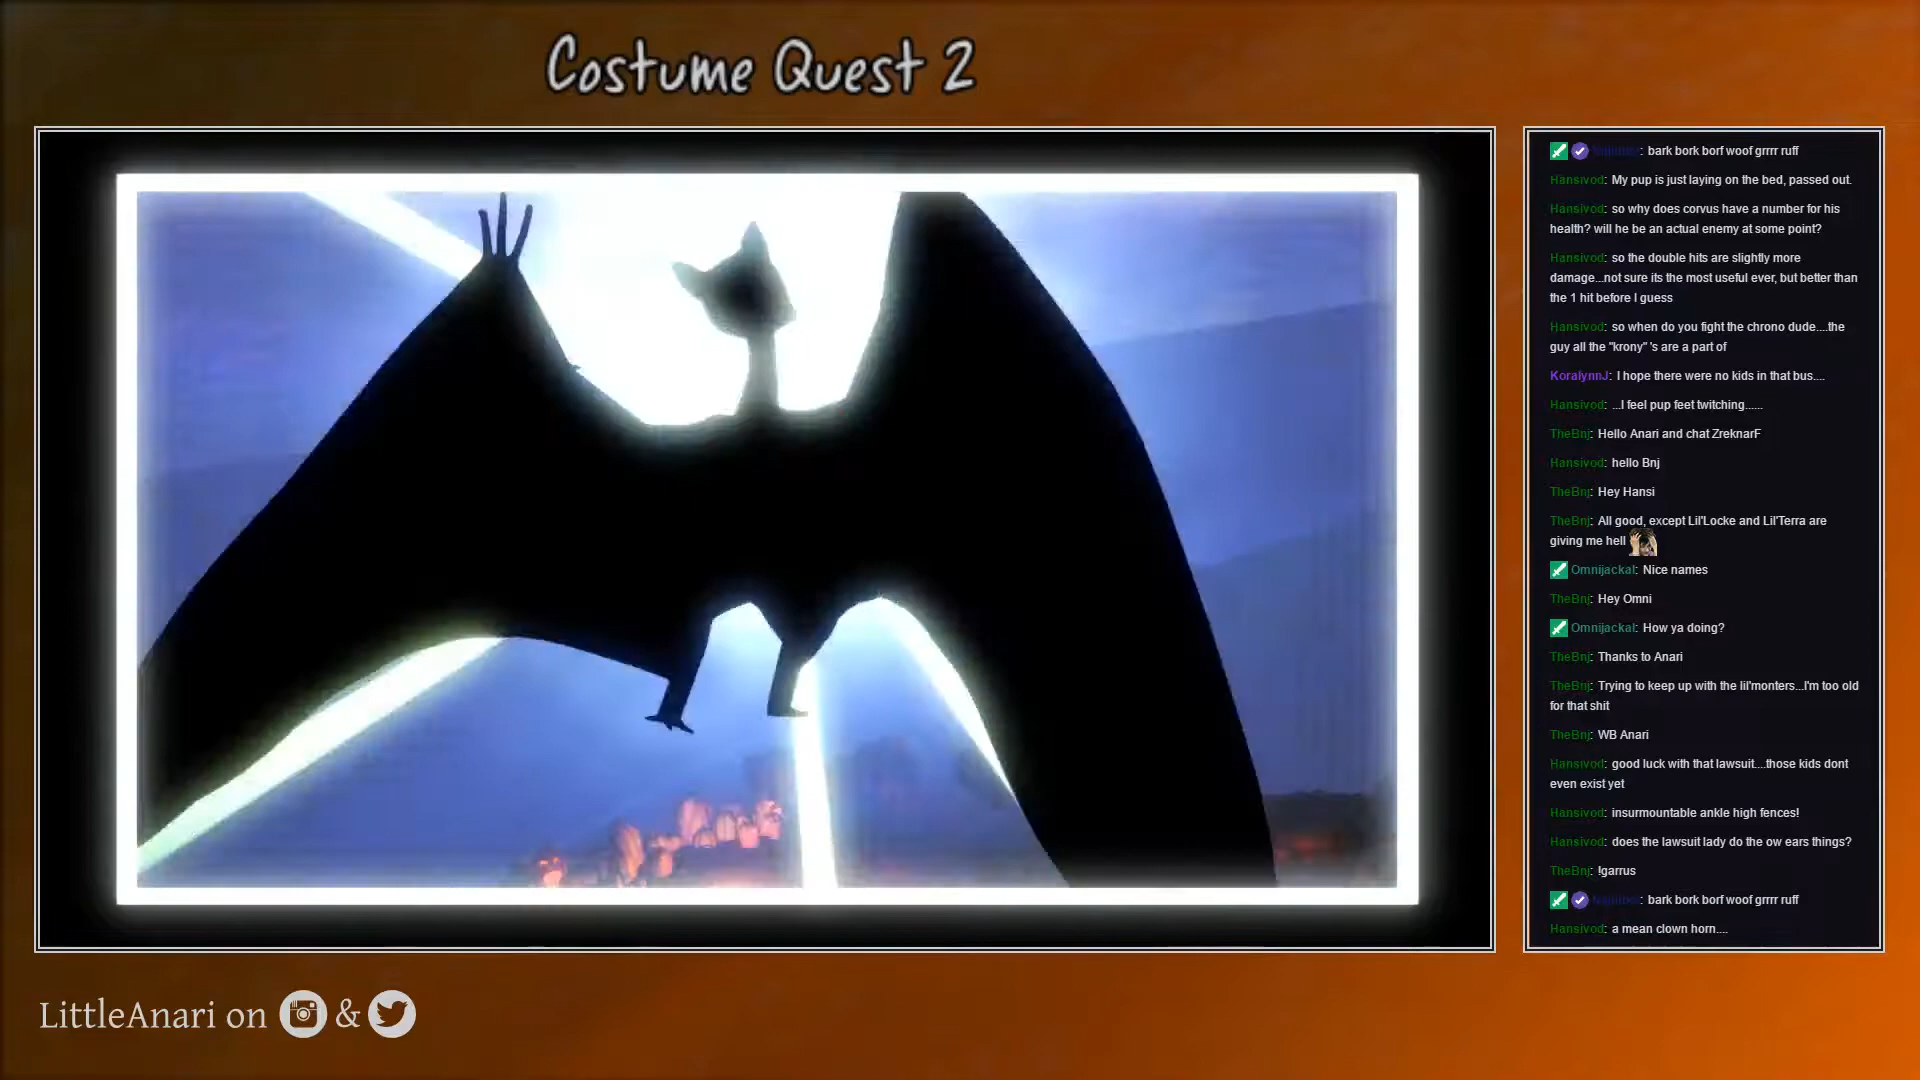 Costume Quest 2
: bark bork borf woof grrrr ruff
Hansivod: My pup is just laying on the bed, passed out.
Hansivod: so why does corvus have a number for his
health? will he be an actual enemy at some point?
Hansivod: so the double hits are slightly more
damage...not sure its the most useful ever, but better than
the 1 hit before I guess
Hansivod: so when do you fight the chrono dude....the
guy all the "krony" 's are a part of
KoralynnJ: I hope there were no kids in that bus....
Hansivod: ...I feel pup feet twitching......
TheBnj: Hello Anari and chat ZreknarF
Hansivod: hello Bnj
TheBnj: Hey Hansi
TheBnj: All good, except Lil'Locke and Lil'Terra are
giving me hell
Omnijackal: Nice names
TheBnj: Hey Omni
Omnijackal: How ya doing?
TheBnj: Thanks to Anari
TheBnj: Trying to keep up with the lil'monters...I'm too old
for that shit
TheBnj: WB Anari
Hansivod: good luck with that lawsuit....those kids dont
even exist yet
Hansivod: insurmountable ankle high fences!
Hansivod: does the lawsuit lady do the ow ears things?
TheBnj: !garrus
: bark bork borf woof grrrr ruff
Hansivod: a mean clown horn....
LittleAnari on &